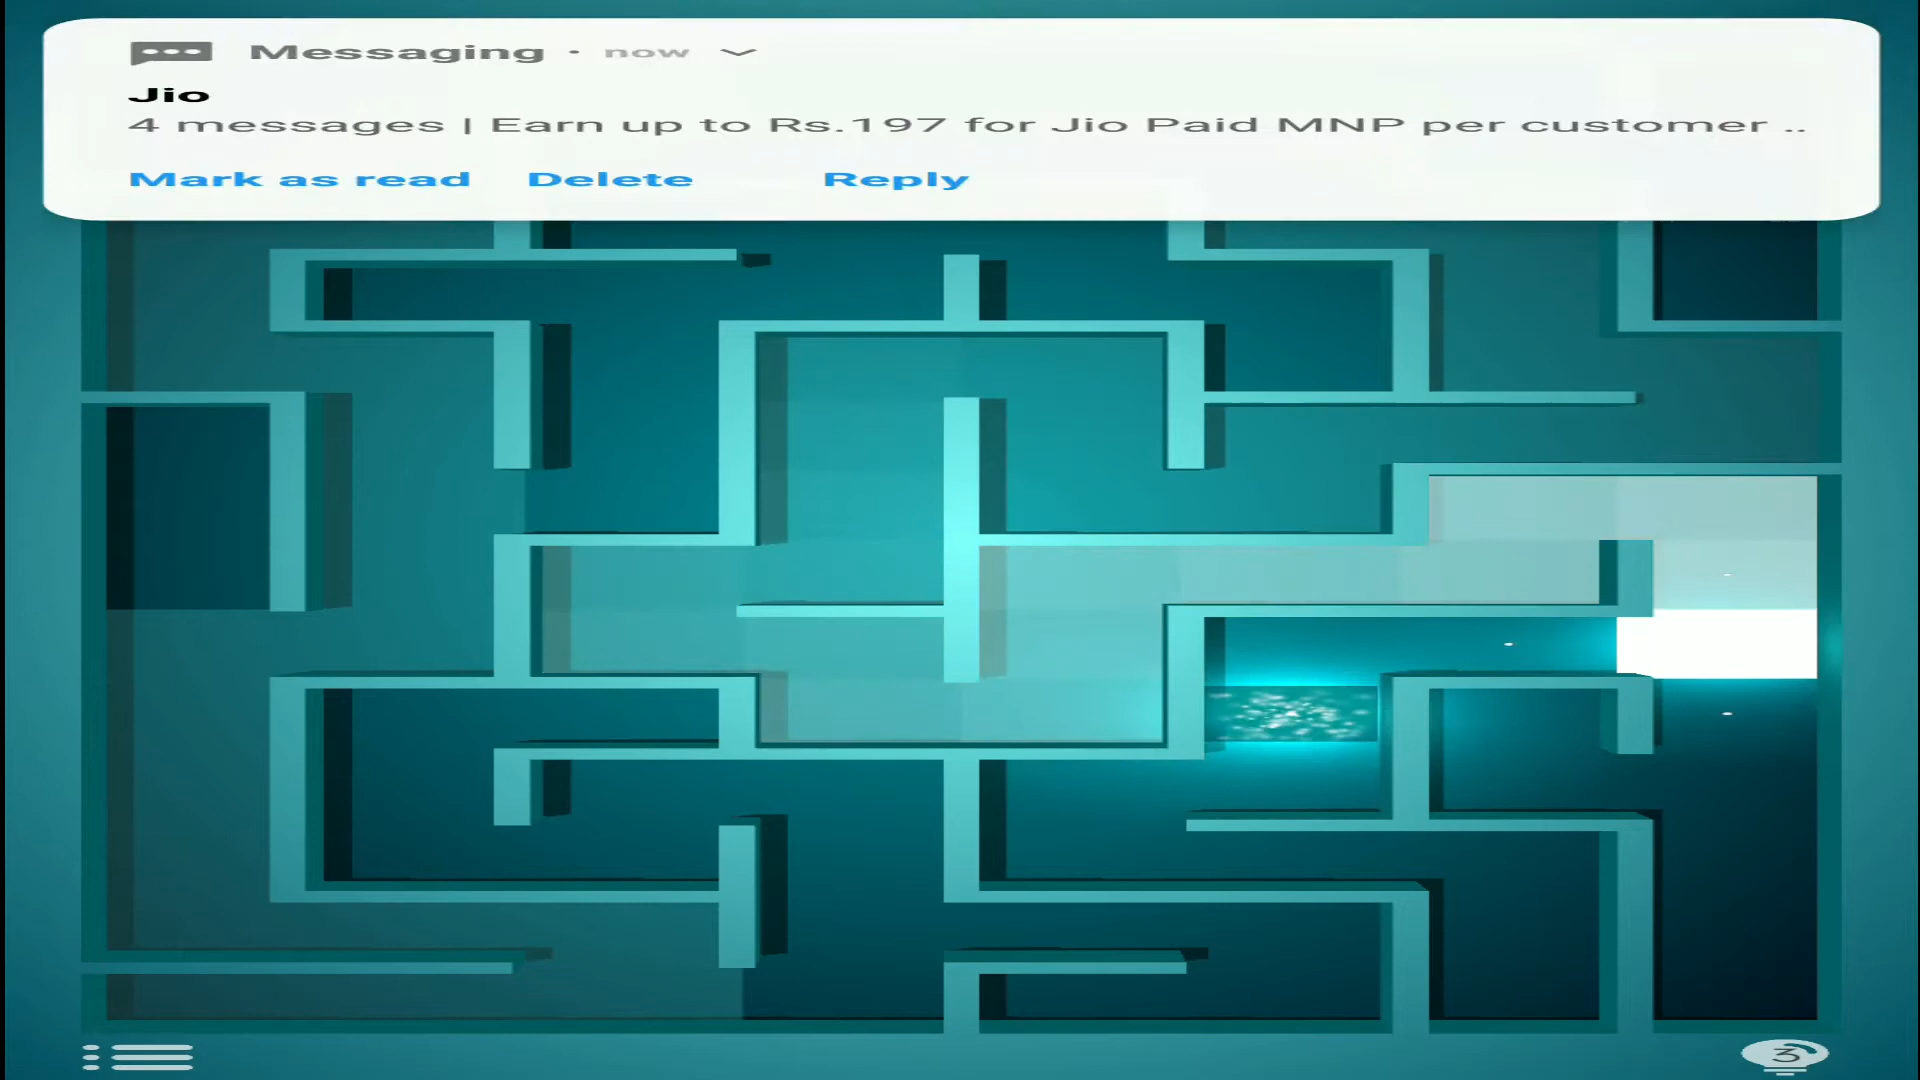 Messaging • now
Jio
4 messages | Earn up to Rs.197 for Jio Paid MNP per customer ..
Mark as read Delete Reply
3